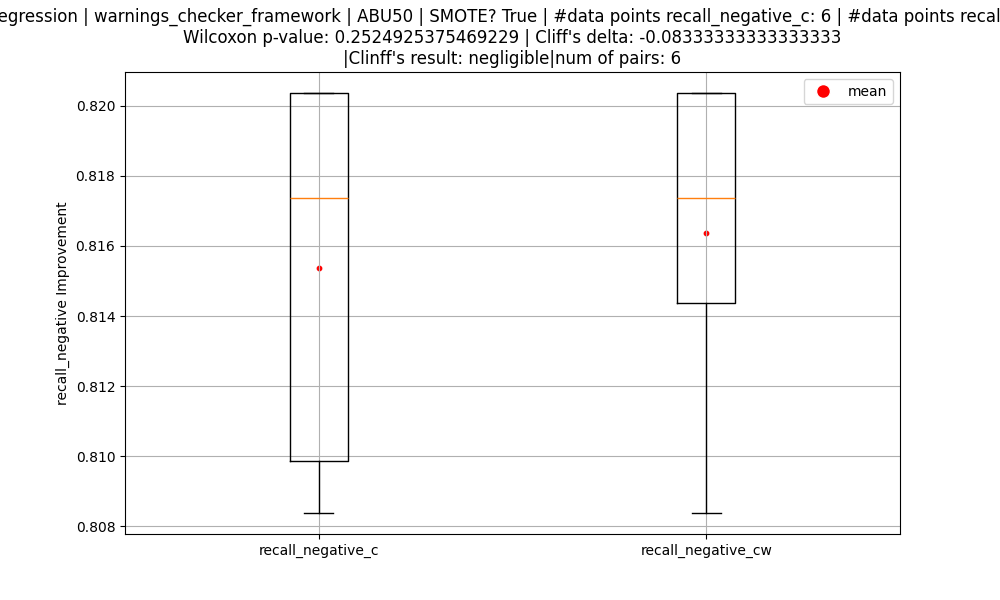 egression | warnings_checker_framework | ABU50 | SMOTE? True | #data points recall_negative_c: 6 | #data points recal
Wilcoxon p-value: 0.2524925375469229 | Cliff's delta: -0.08333333333333333
|Clinff's result: negligible|num of pairs: 6
mean
0.820
0.818
0.816
0.814
0.812
0.810
0.808
recall_negative Improvement
recall_negative_c
recall_negative_cw